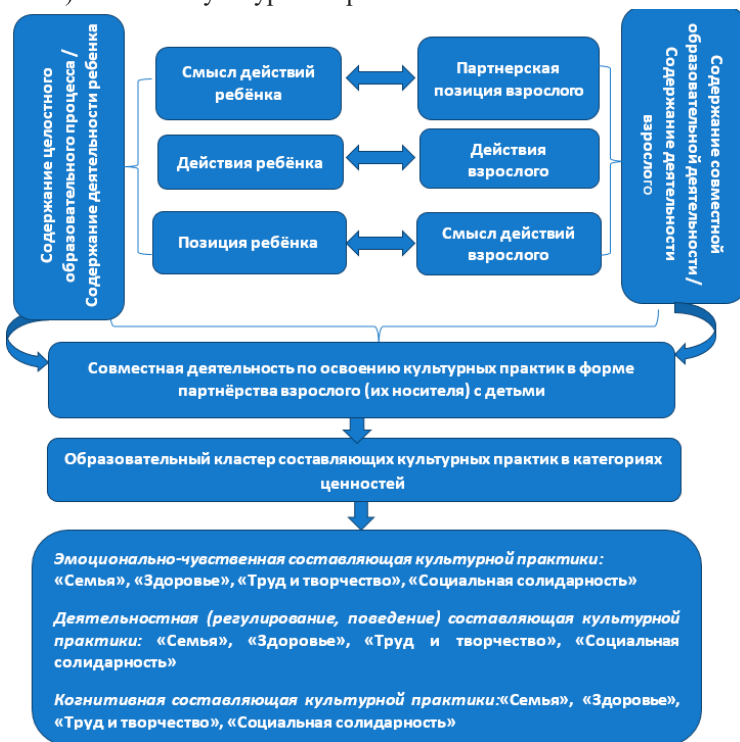 Содержание целостного
образовательного процесса /
Содержание деятельности ребенка
Смысл действий
ребёнка
Партнерская
позиция взрослого
Действия ребёнка
Действия
взрослого
Позиция ребёнка
Смысл действий
взрослого
Содержание совместной
образовательной деятельности /
Содержание деятельности
взрослого
Совместная деятельность по освоению культурных практик в форме
партнёрства взрослого (их носителя) с детьми
Образовательный кластер составляющих культурных практик в категориях
ценностей
Эмоционально-чувственная составляющая культурной практики:
«Семья», «Здоровье», «Труд и творчество», «Социальная солидарность»
Деятельностная (регулирование, поведение) составляющая культурной
практики: «Семья», «Здоровье», «Труд и творчество», «Социальная
солидарность»
Когнитивная составляющая культурной практики:«Семья», «Здоровье»,
«Труд и творчество», «Социальная солидарность»